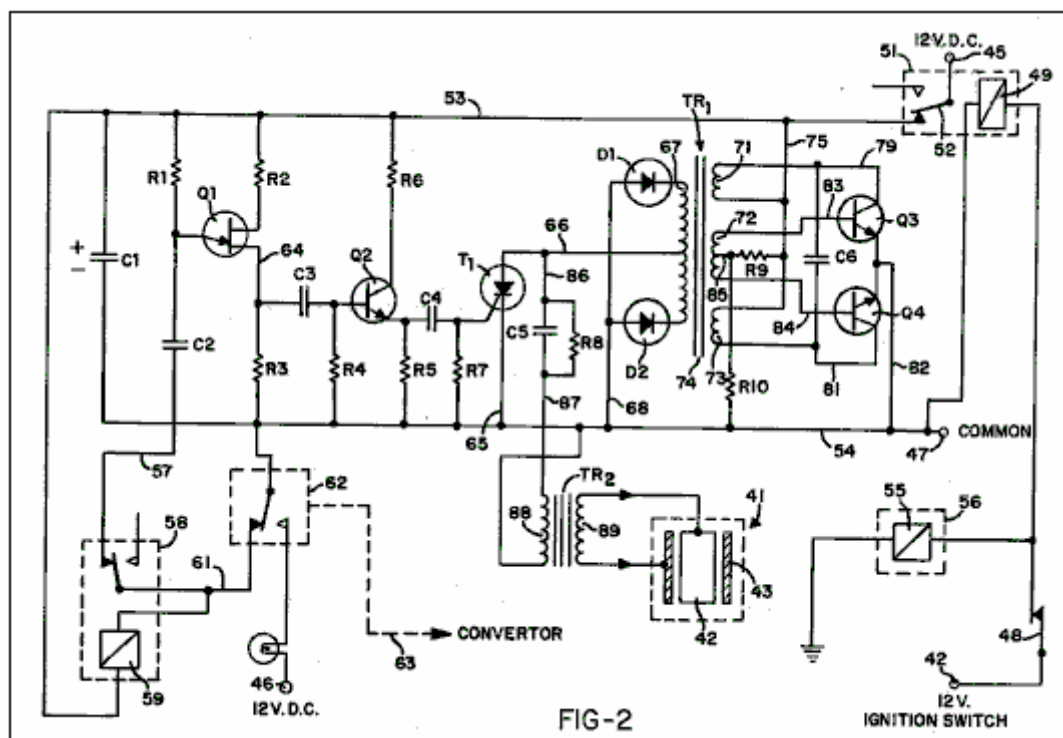 12V.D.C.
51
45
49
53
TR1
75
52
D1
67
71
79
R1
R2
R6
Q1
83
Q3
66
72
64
Q2
T1
86
R9
C6
+
-
C1
C3
C4
85
C5
R8
84
Q4
C2
D2
73
R3
R4
R5
R7
74
R10
81
82
65
87
68
54
COMMON
47
57
62
TR2
55
56
58
88
89
41
61
43
48
63
CONVERTOR
42
59
46
12V.D.C.
42
12V.
IGNITION SWITCH
FIG-2